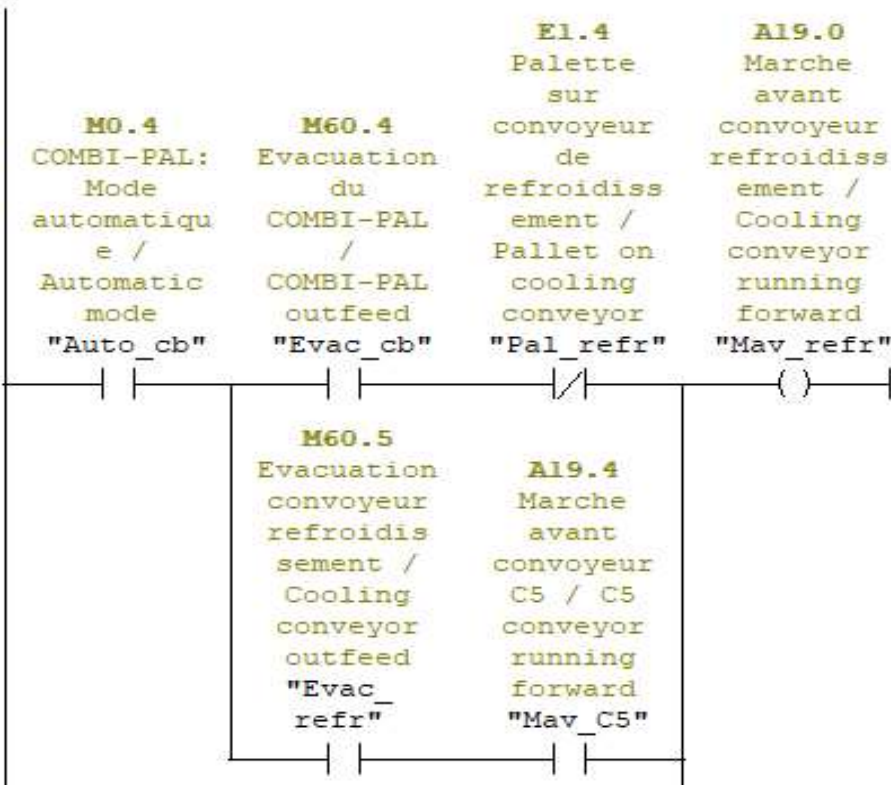 M0.4
COMBI-PAL:
Mode
automatiqu
e /
Automatic
mode
"Auto_cb"
M60.4
Evacuation
du
COMBI-PAL
/
COMBI-PAL
outfeed
"Evac_cb"
E1.4
Palette
sur
convoyeur
de
refroidiss
ement /
Pallet on
cooling
conveyor
"Pal_refr"
A19.0
Marche
avant
convoyeur
refroidiss
ement /
Cooling
conveyor
running
forward
"Mav_refr"
M60.5
Evacuation
convoyeur
refroidis
sement /
Cooling
conveyor
outfeed
"Evac_
refr"
A19.4
Marche
avant
convoyeur
C5 / C5
conveyor
running
forward
"Mav_C5"